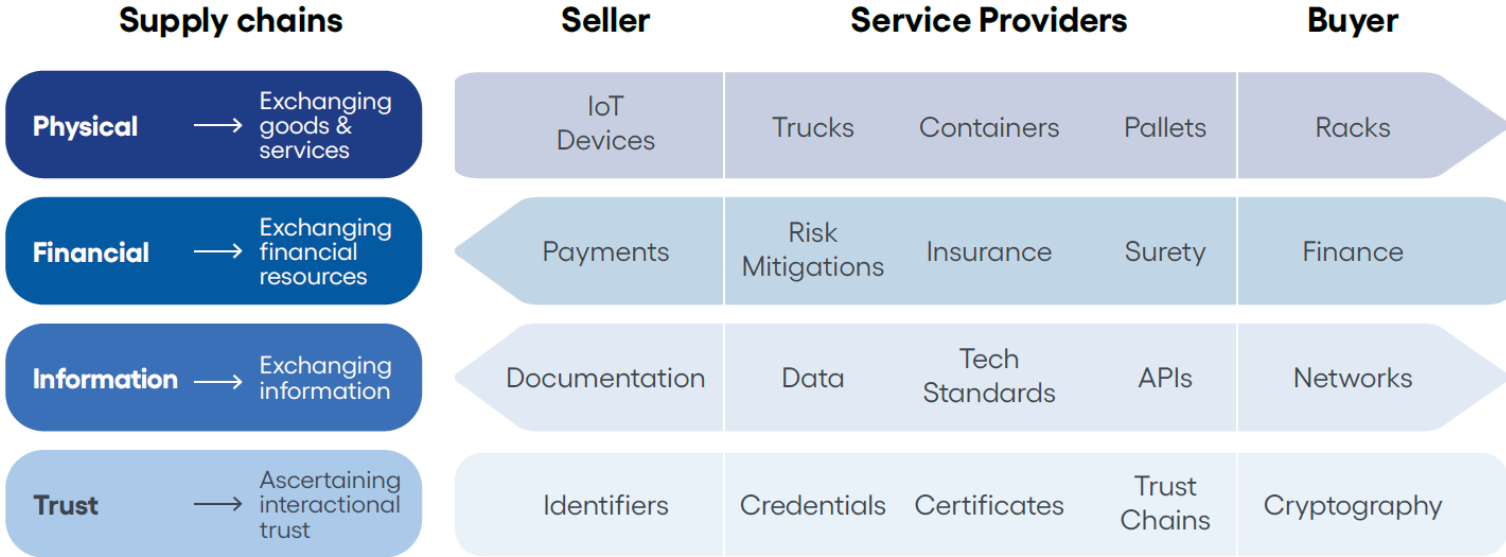 Supply chains Seller Service Providers Buyer
Physical → Exchanging
goods &
services
IoT
Devices
Trucks Containers Pallets Racks
Financial → Exchanging
financial
resources
Payments
Risk
Mitigations
Insurance Surety Finance
Information → Exchanging
information
Documentation Data
Tech
Standards
APIs Networks
Trust → Ascertaining
interactional
trust
Identifiers Credentials Certificates
Trust
Chains
Cryptography